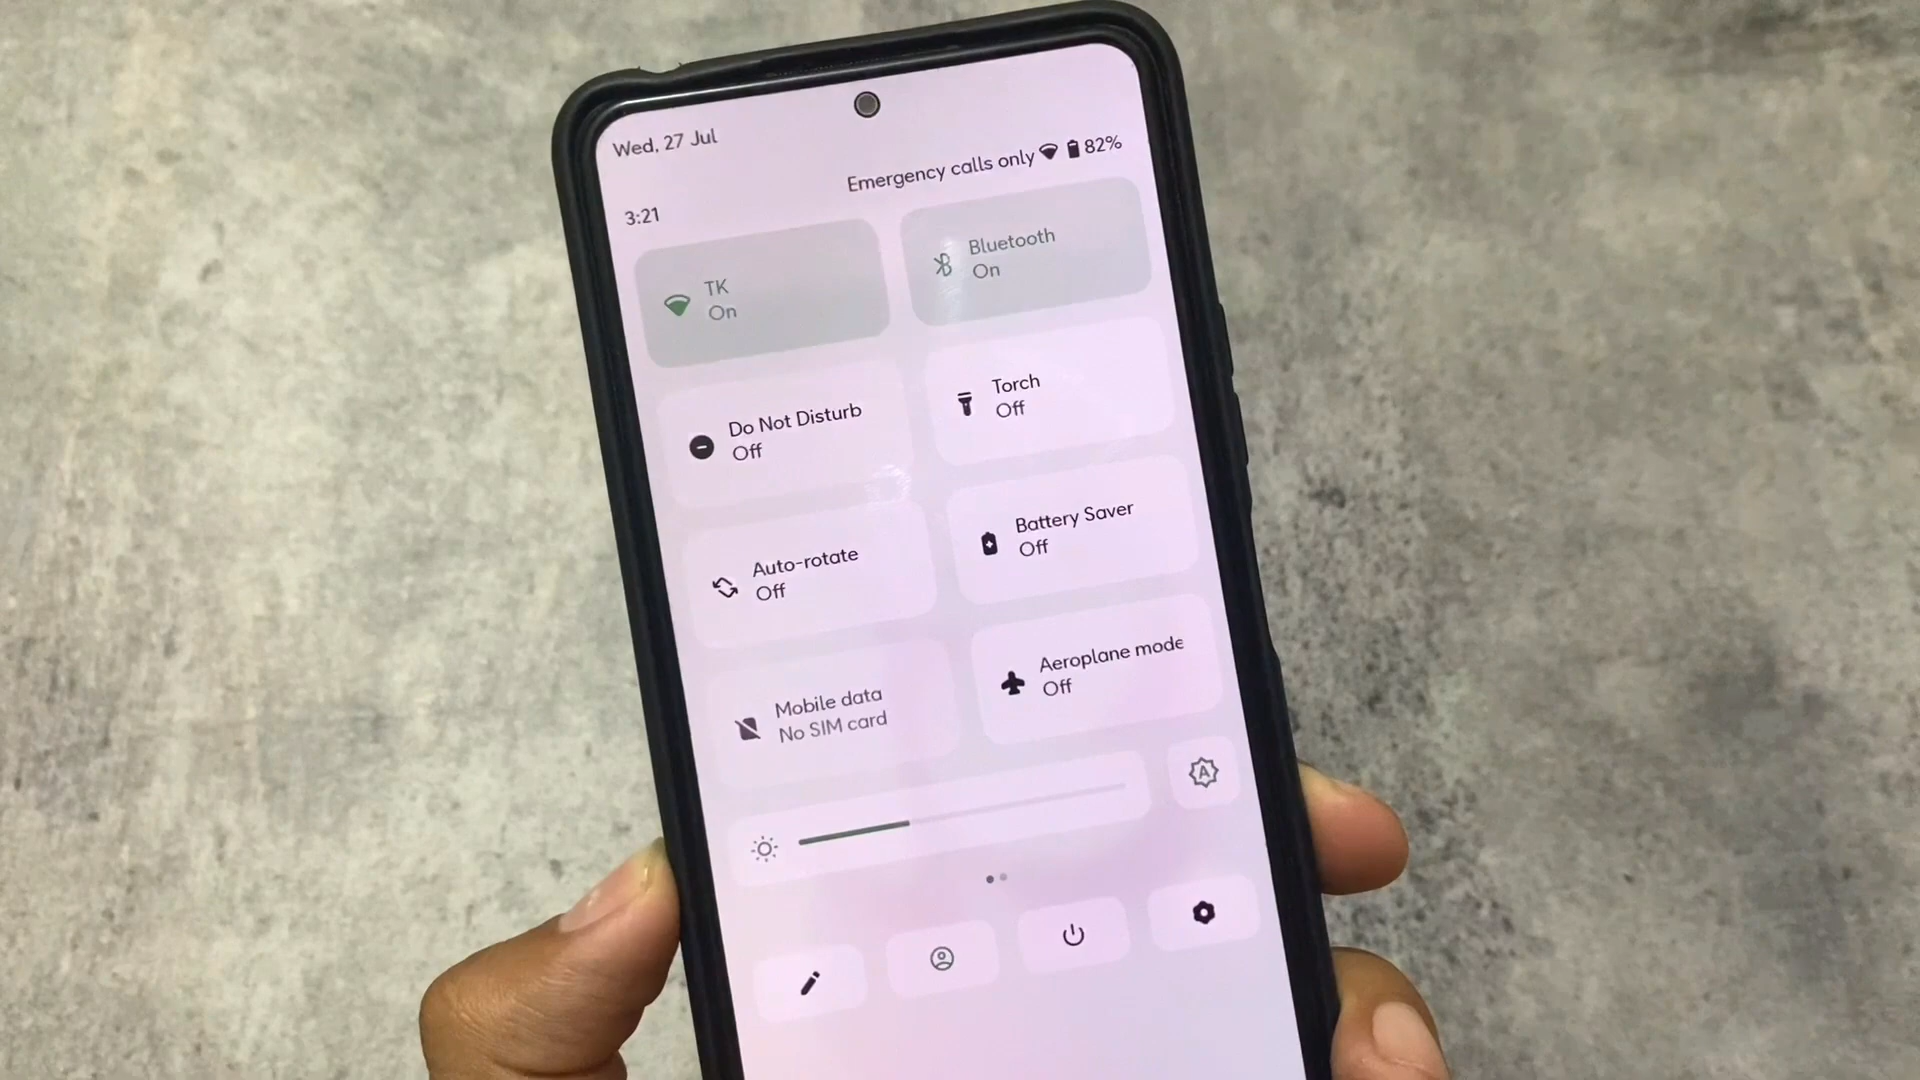 Wed, 27 Jul
Emergency calls only 82%
3:21
TK
On
Bluetooth
On
Do Not Disturb
Off
Torch
Off
Auto-rotate
Off
Battery Saver
Off
Mobile data
No SIM card
Aeroplane mode
Off
A